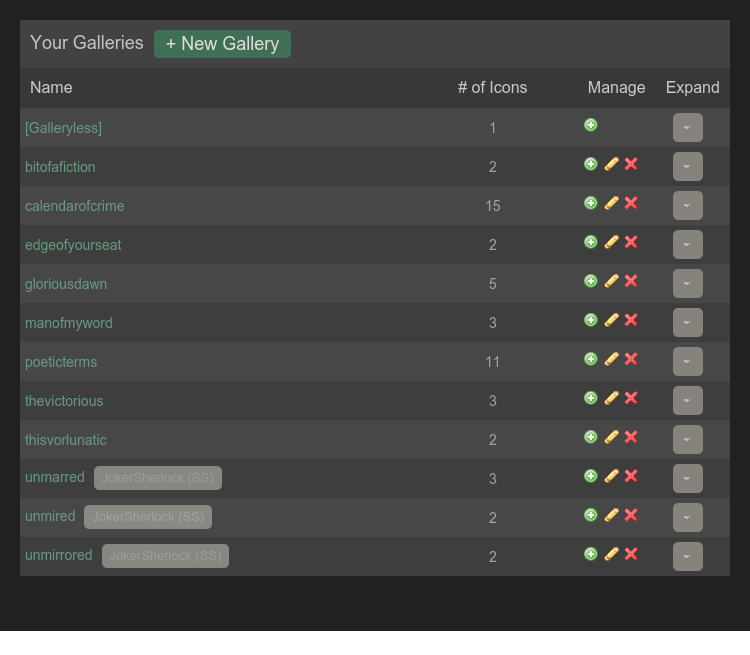 Your Galleries + New Gallery
Name # of Icons Manage Expand
[Galleryless] 1
bitofafiction 2
calendarofcrime 15
edgeofyourseat 2
gloriousdawn 5
manofmyword 3
poeticterms 11
thevictorious 3
thisvorlunatic 2
unmarred JokerSherlock (SS) 3
unmired JokerSherlock (SS) 2
unmirrored JokerSherlock (SS) 2